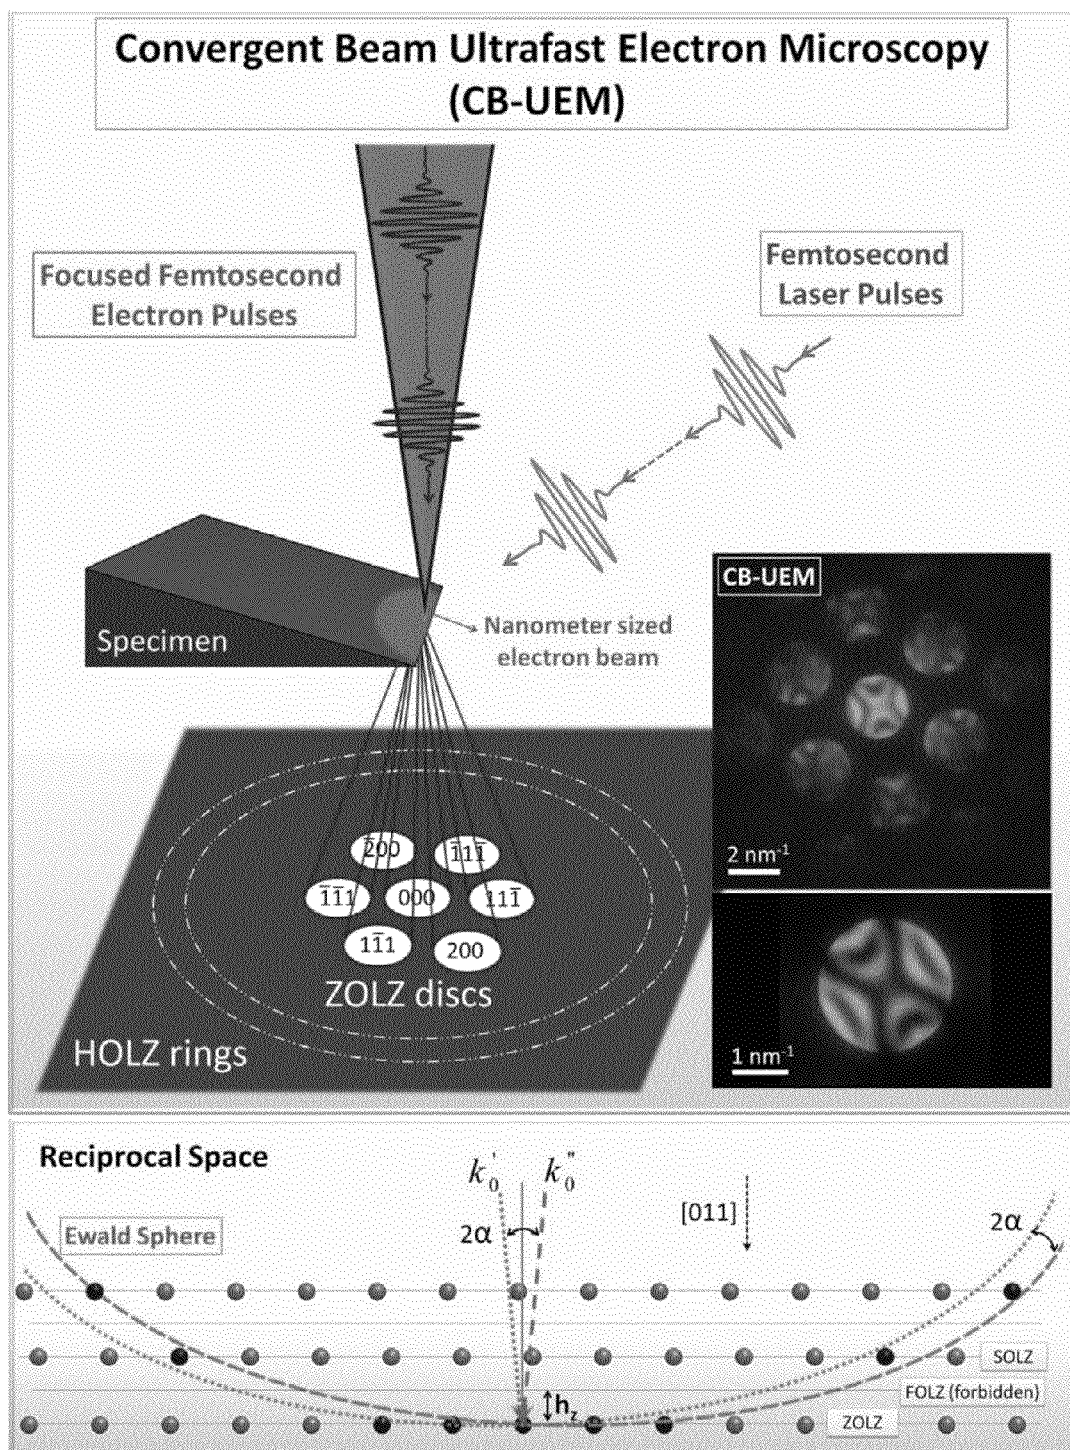 Convergent Beam Ultrafast Electron Microscopy
(CB-UEM)
Focused Femtosecond
Electron Pulses
Femtosecond
Laser Pulses
Specimen
Nanometer sized
electron beam
CB-UEM
2 nm⁻¹
2̅00
1̅11̅
1̅1̅1
000
111̅
11̅1
200
ZOLZ discs
HOLZ rings
1 nm⁻¹
Reciprocal Space
k₀'
k₀"
2α
[011]
2α
Ewald Sphere
SOLZ
FOLZ (forbidden)
h_z
ZOLZ